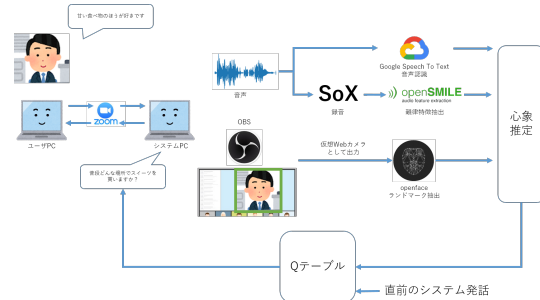 甘い食べ物のほうが好きです
zoom
ユーザPC
システムPC
普段どんな場所でスイーツを
買いますか?
音声
Google Speech To Text
音声認識
SoX
録音
openSMILE
audio feature extraction
韻律特徴抽出
OBS
仮想Webカメラ
として出力
openface
ランドマーク抽出
心象
推定
Qテーブル
直前のシステム発話